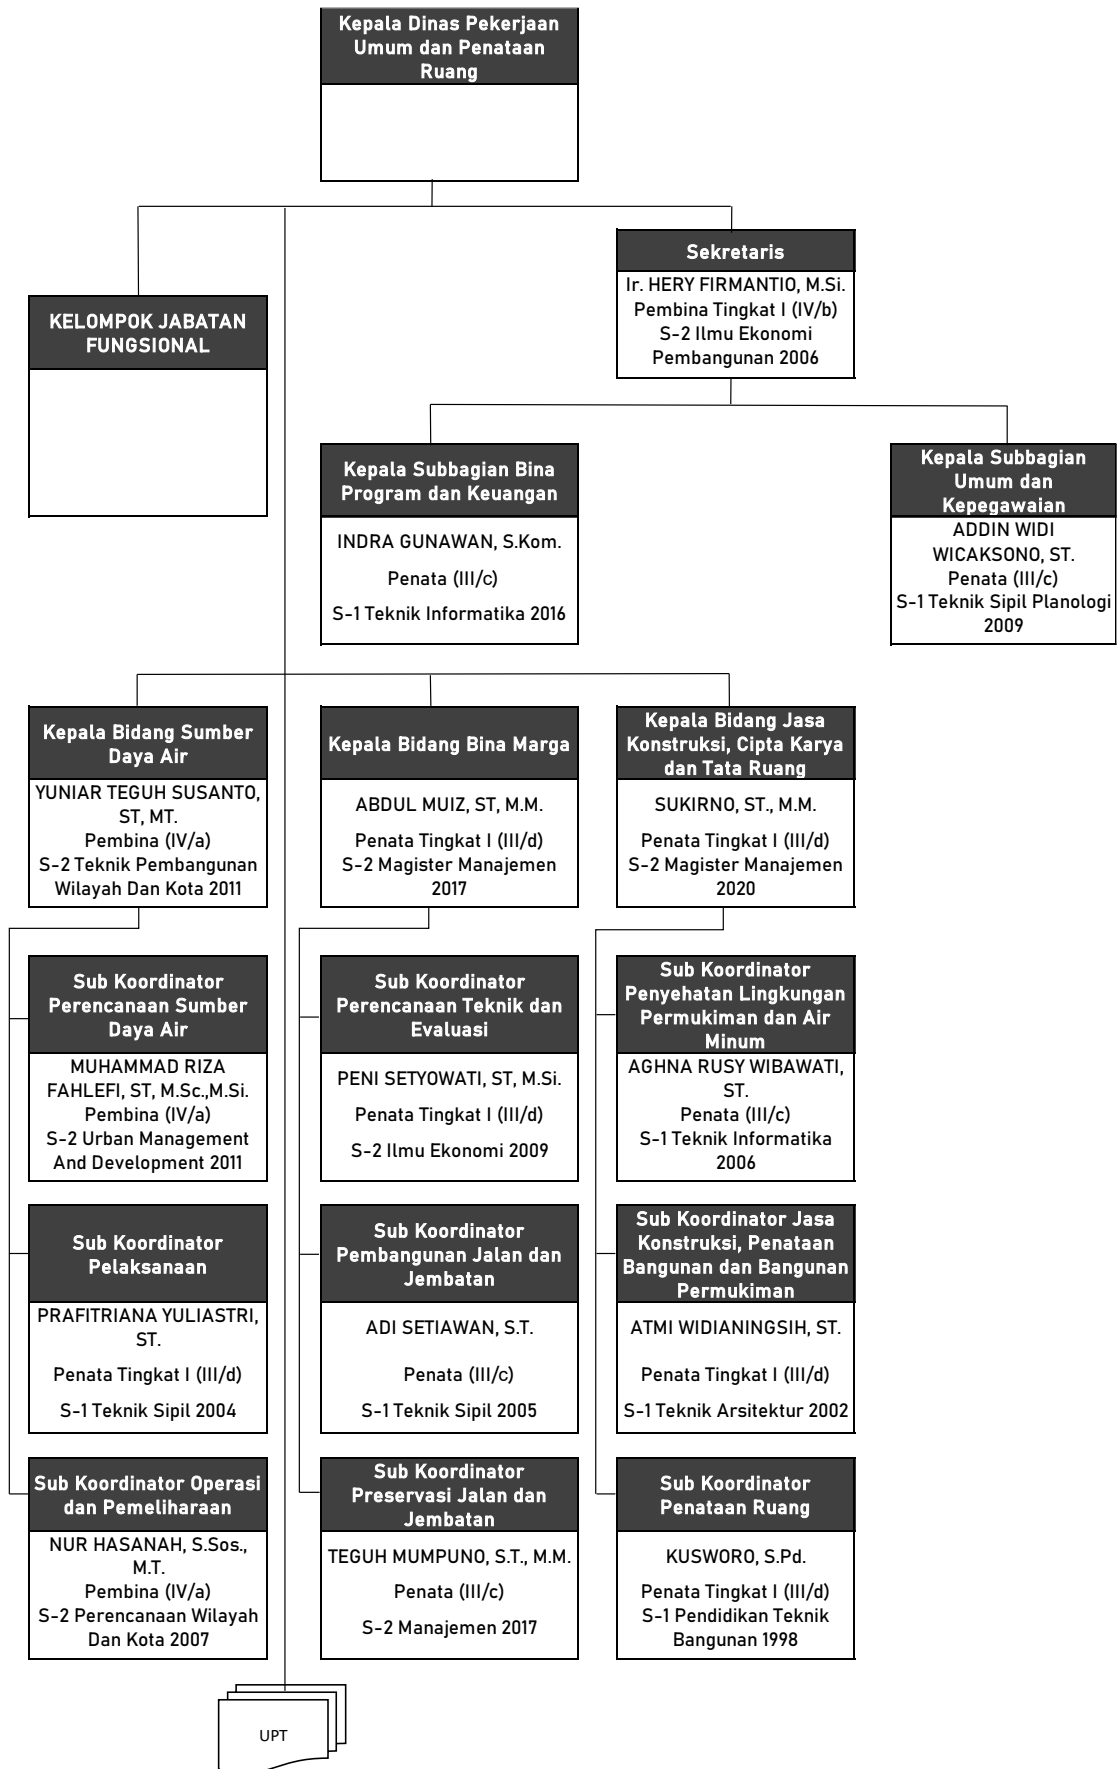 Kepala Dinas Pekerjaan
Umum dan Penataan
Ruang
Sekretaris
Ir. HERY FIRMANTIO, M.Si.
Pembina Tingkat I (IV/b)
S-2 Ilmu Ekonomi
Pembangunan 2006
KELOMPOK JABATAN
FUNGSIONAL
Kepala Subbagian Bina
Program dan Keuangan
INDRA GUNAWAN, S.Kom.
Penata (III/c)
S-1 Teknik Informatika 2016
Kepala Subbagian
Umum dan
Kepegawaian
ADDIN WIDI
WICAKSONO, ST.
Penata (III/c)
S-1 Teknik Sipil Planologi
2009
Kepala Bidang Sumber
Daya Air
YUNIAR TEGUH SUSANTO,
ST, MT.
Pembina (IV/a)
S-2 Teknik Pembangunan
Wilayah Dan Kota 2011
Kepala Bidang Bina Marga
ABDUL MUIZ, ST, M.M.
Penata Tingkat I (III/d)
S-2 Magister Manajemen
2017
Kepala Bidang Jasa
Konstruksi, Cipta Karya
dan Tata Ruang
SUKIRNO, ST., M.M.
Penata Tingkat I (III/d)
S-2 Magister Manajemen
2020
Sub Koordinator
Perencanaan Sumber
Daya Air
MUHAMMAD RIZA
FAHLEFI, ST, M.Sc.,M.Si.
Pembina (IV/a)
S-2 Urban Management
And Development 2011
Sub Koordinator
Perencanaan Teknik dan
Evaluasi
PENI SETYOWATI, ST, M.Si.
Penata Tingkat I (III/d)
S-2 Ilmu Ekonomi 2009
Sub Koordinator
Penyehatan Lingkungan
Permukiman dan Air
Minum
AGHNA RUSY WIBAWATI,
ST.
Penata (III/c)
S-1 Teknik Informatika
2006
Sub Koordinator
Pelaksanaan
PRAFITRIANA YULIASTRI,
ST.
Penata Tingkat I (III/d)
S-1 Teknik Sipil 2004
Sub Koordinator
Pembangunan Jalan dan
Jembatan
ADI SETIAWAN, S.T.
Penata (III/c)
S-1 Teknik Sipil 2005
Sub Koordinator Jasa
Konstruksi, Penataan
Bangunan dan Bangunan
Permukiman
ATMI WIDIANINGSIH, ST.
Penata Tingkat I (III/d)
S-1 Teknik Arsitektur 2002
Sub Koordinator Operasi
dan Pemeliharaan
NUR HASANAH, S.Sos.,
M.T.
Pembina (IV/a)
S-2 Perencanaan Wilayah
Dan Kota 2007
Sub Koordinator
Preservasi Jalan dan
Jembatan
TEGUH MUMPUNO, S.T., M.M.
Penata (III/c)
S-2 Manajemen 2017
Sub Koordinator
Penataan Ruang
KUSWORO, S.Pd.
Penata Tingkat I (III/d)
S-1 Pendidikan Teknik
Bangunan 1998
UPT